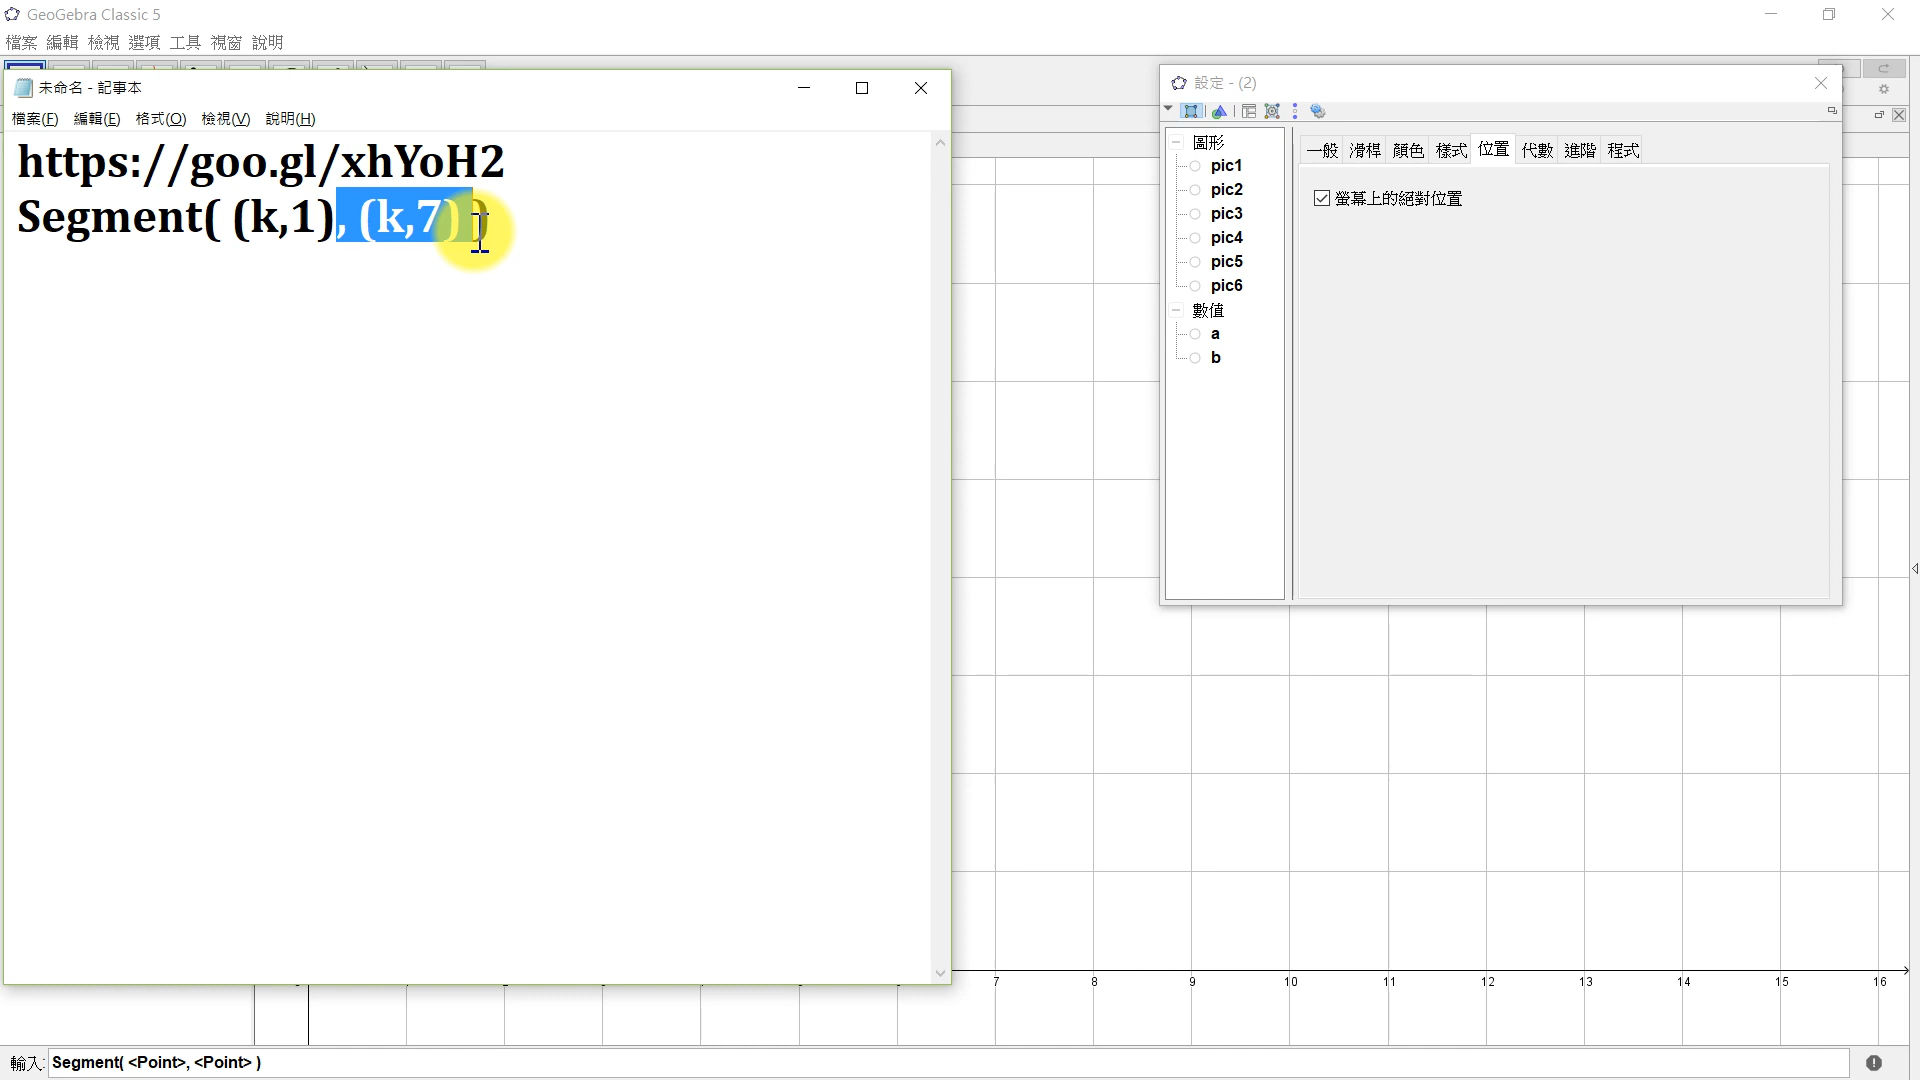 GeoGebra Classic 5
檔案 編輯 檢視 選項 工具 視窗 說明
未命名 - 記事本
檔案(F) 編輯(E) 格式(O) 檢視(V) 說明(H)
https://goo.gl/xhYoH2
Segment( (k,1), (k,7) )
設定 - (2)
圖形
pic1
pic2
pic3
pic4
pic5
pic6
數值
a
b
一般 滑桿 顏色 樣式 位置 代數 進階 程式
螢幕上的絕對位置
7 8 9 10 11 12 13 14 15 16
輸入: Segment( <Point>, <Point> )